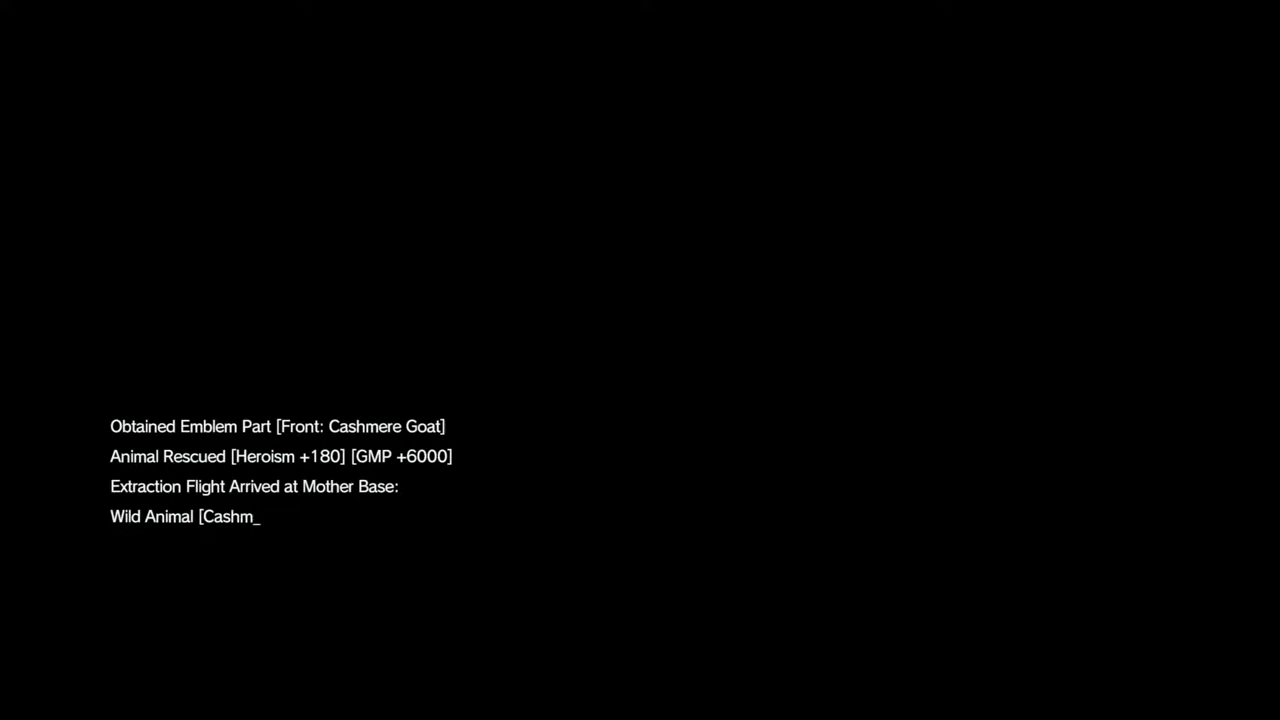 Obtained Emblem Part [Front: Cashmere Goat]
Animal Rescued [Heroism +180] [GMP +6000]
Extraction Flight Arrived at Mother Base:
Wild Animal [Cashm_